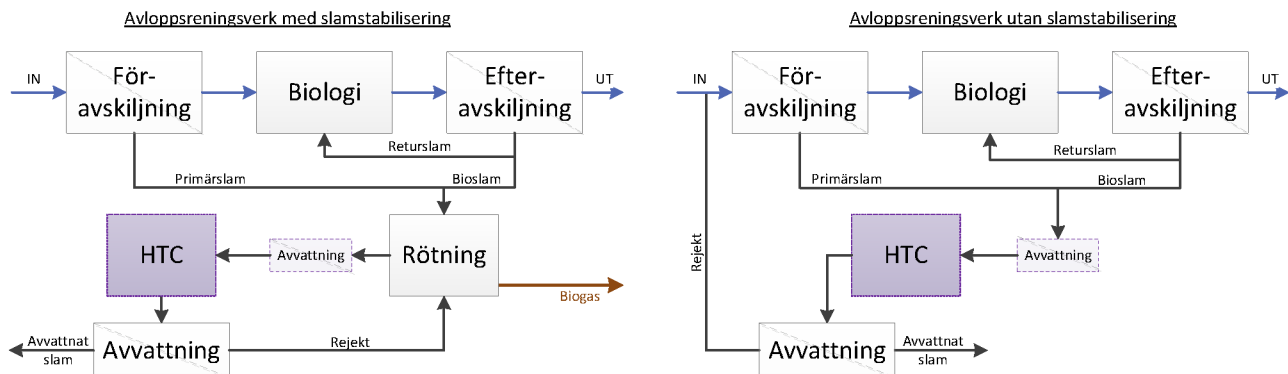 Avloppsreningsverk med slamstabilisering
IN
För-
avskiljning
Biologi
Efter-
avskiljning
UT
Returslam
Primärslam
Bioslam
HTC
Avvattning
Rötning
Biogas
Avvattnat
slam
Avvattning
Rejekt
Avloppsreningsverk utan slamstabilisering
IN
För-
avskiljning
Biologi
Efter-
avskiljning
UT
Returslam
Primärslam
Bioslam
Rejekt
HTC
Avvattning
Avvattning
Avvattnat
slam